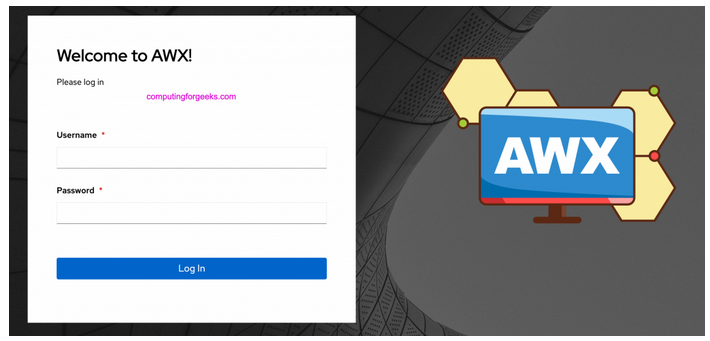 Welcome to AWX!
Please log in
computingforgeeks.com
Username *
Password *
Log In
AWX